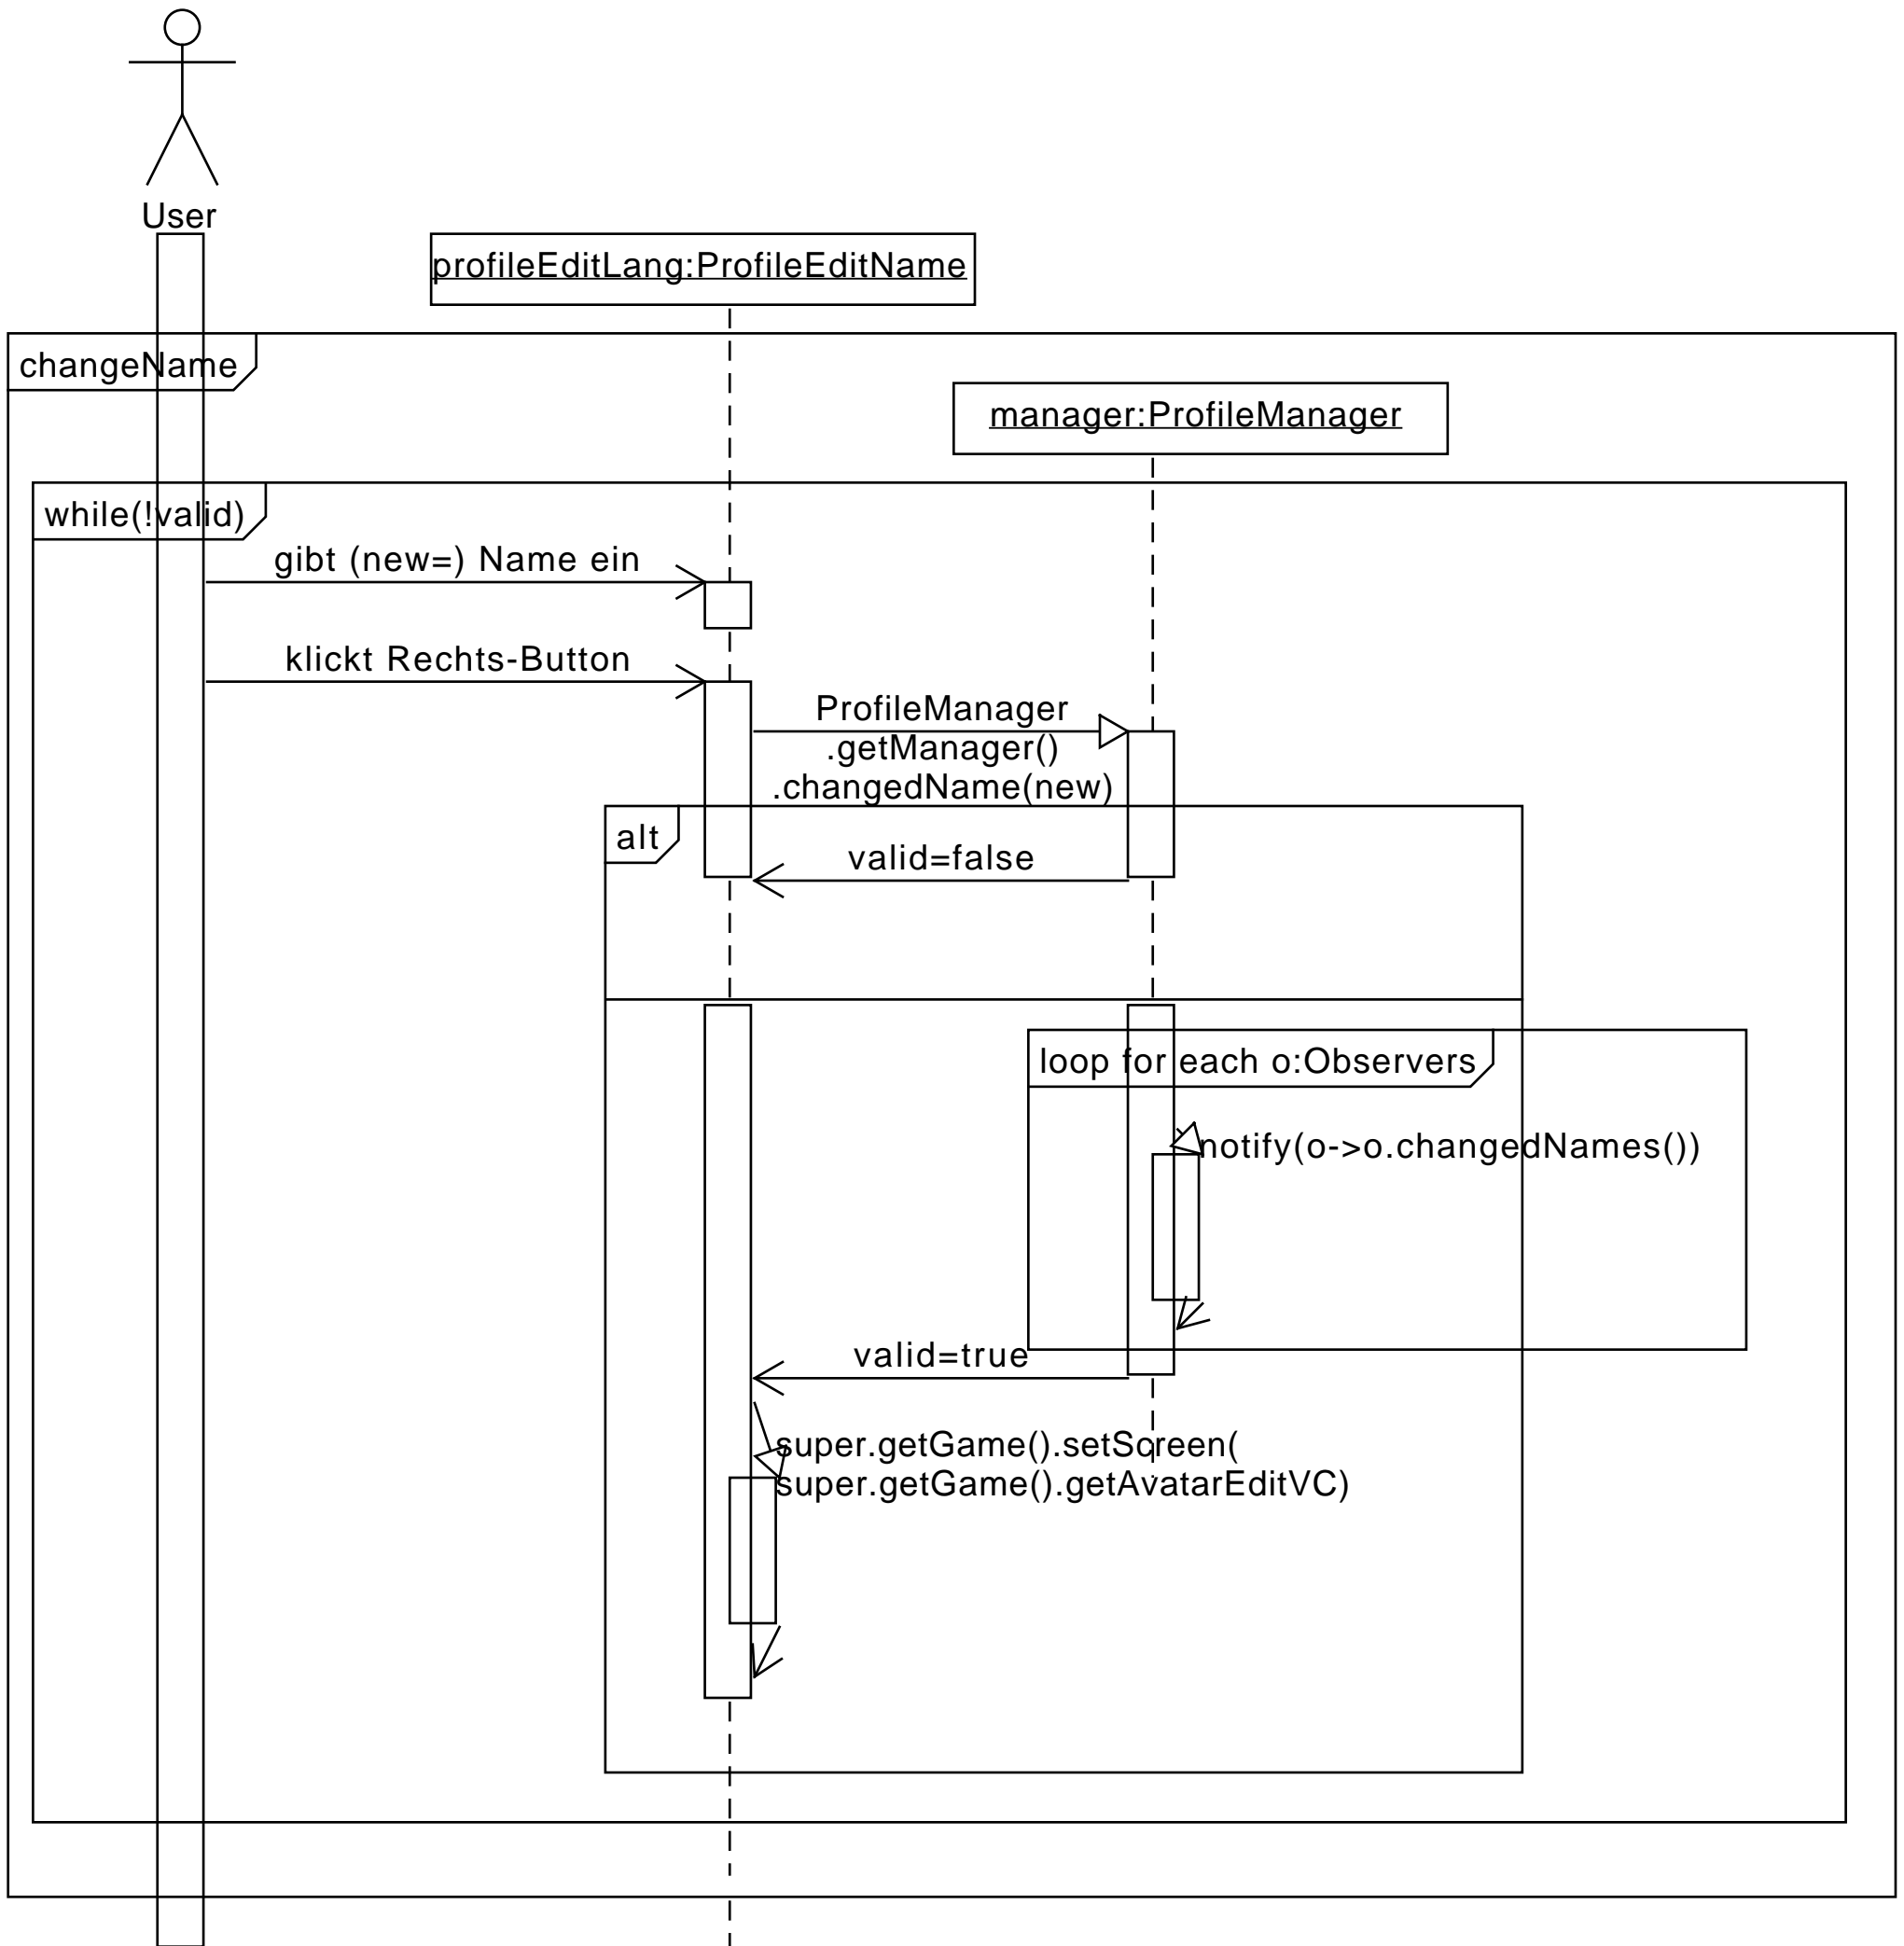 User
profileEditLang:ProfileEditName
changeName
manager:ProfileManager
while(!valid)
gibt (new=) Name ein
klickt Rechts-Button
ProfileManager
.getManager()
.changedName(new)
alt
valid=false
loop for each o:Observers
notify(o->o.changedNames())
valid=true
super.getGame().setScreen(
super.getGame().getAvatarEditVC)